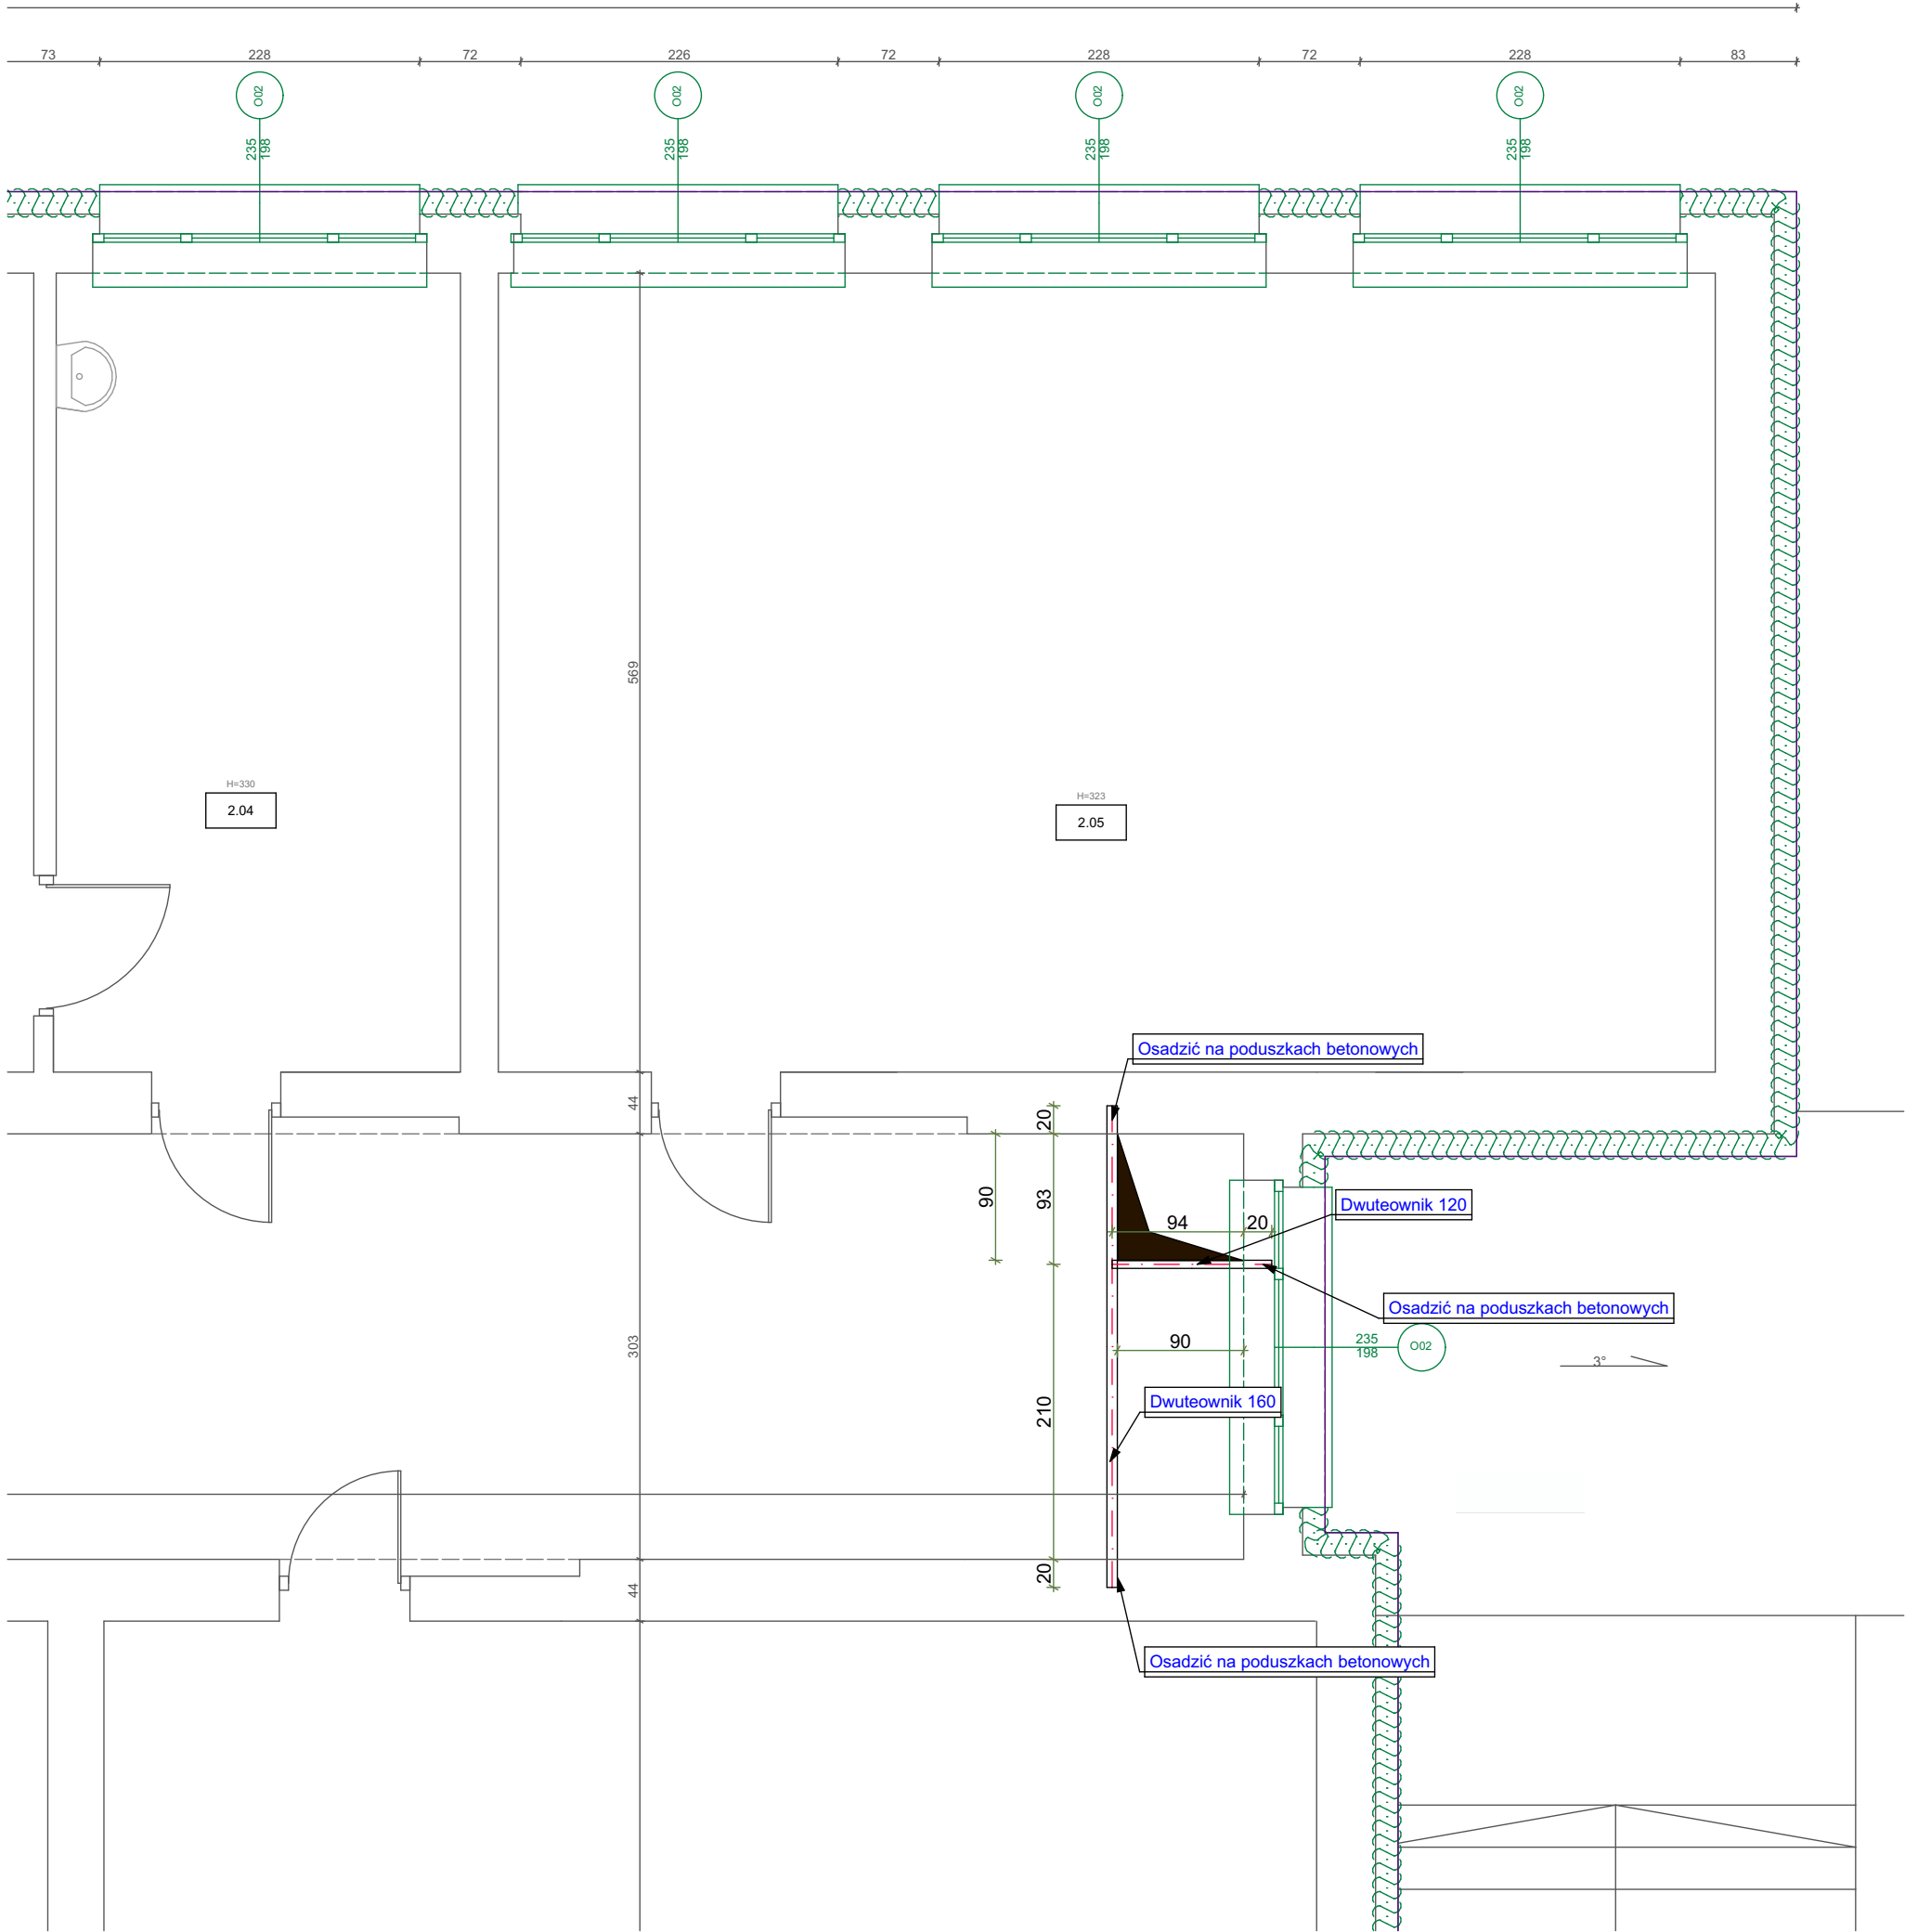 73
228
72
226
72
228
72
228
83
O02
O02
O02
O02
235
198
235
198
235
198
235
198
569
H=330
2.04
H=323
2.05
Osadzić na poduszkach betonowych
44
20
90
93
94
20
Dwuteownik 120
Osadzić na poduszkach betonowych
303
90
235
198
O02
3°
210
Dwuteownik 160
44
20
Osadzić na poduszkach betonowych